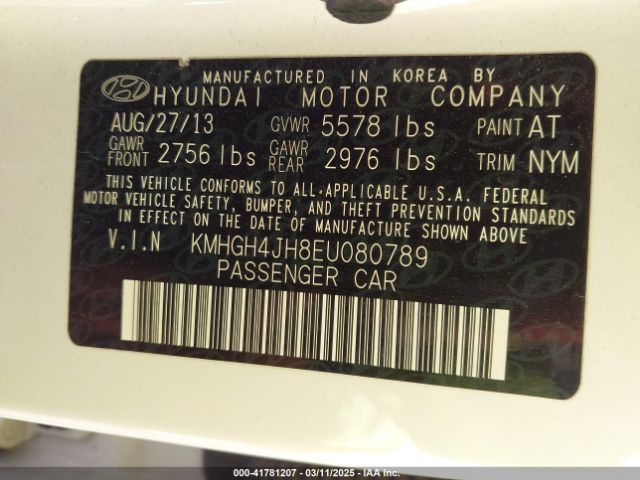 MANUFACTURED IN KOREA BY
HYUNDAI MOTOR COMPANY
AUG/27/13 GVWR 5578 lbs PAINT AT
GAWR FRONT 2756 lbs GAWR REAR 2976 lbs TRIM NYM
THIS VEHICLE CONFORMS TO ALL APPLICABLE U.S.A. FEDERAL
MOTOR VEHICLE SAFETY, BUMPER, AND THEFT PREVENTION STANDARDS
IN EFFECT ON THE DATE OF MANUFACTURE SHOWN ABOVE.
V.I.N KMHGH4JH8EU080789
PASSENGER CAR
000-41781207 - 03/11/2025 - IAA Inc.